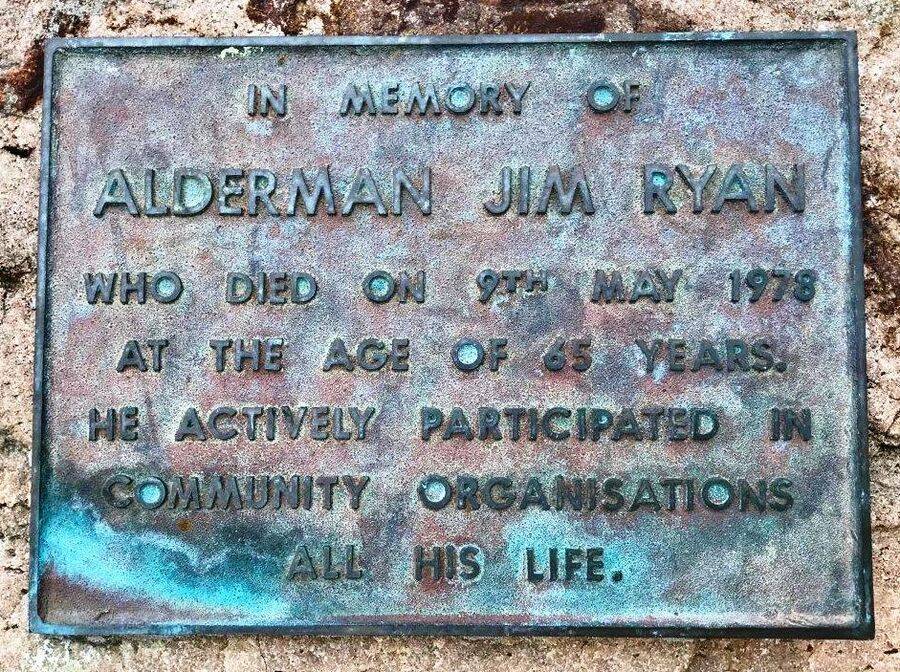 IN MEMORY OF
ALDERMAN JIM RYAN
WHO DIED ON 9TH MAY 1978
AT THE AGE OF 65 YEARS.
HE ACTIVELY PARTICIPATED IN
COMMUNITY ORGANISATIONS
ALL HIS LIFE.